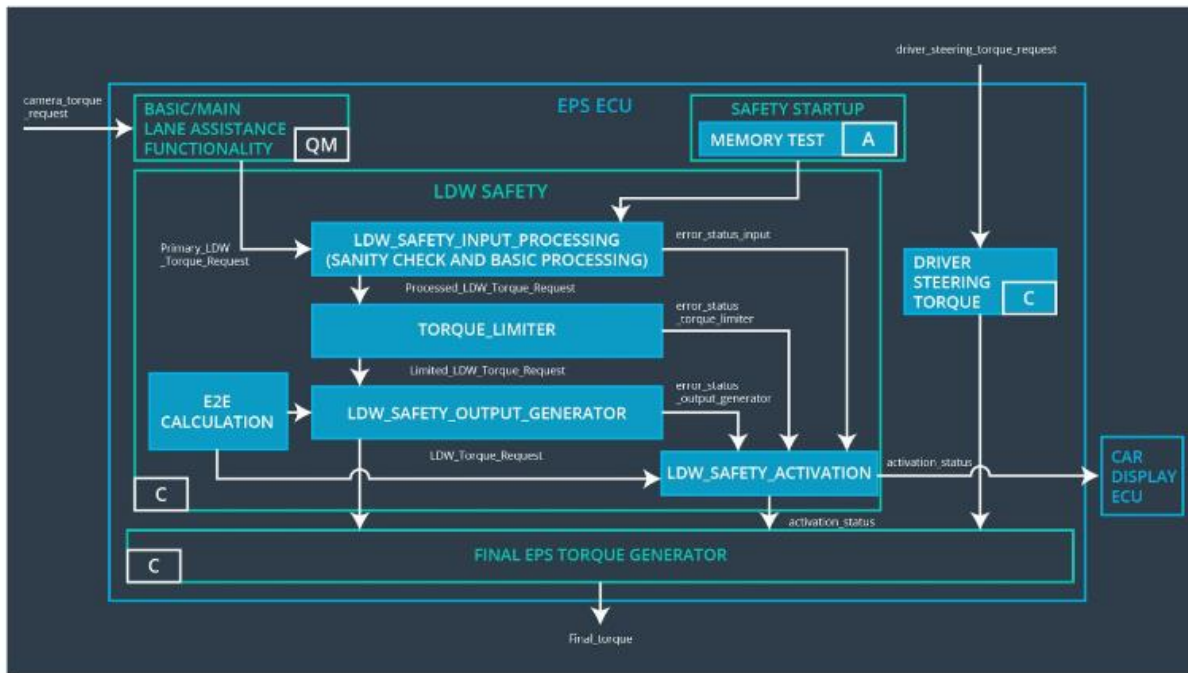 driver_steering_torque_request
camera_torque
_request
EPS ECU
BASIC/MAIN
LANE ASSISTANCE
FUNCTIONALITY
QM
SAFETY STARTUP
MEMORY TEST
A
LDW SAFETY
Primary_LDW
_Torque_Request
LDW_SAFETY_INPUT_PROCESSING
(SANITY CHECK AND BASIC PROCESSING)
error_status_input
Processed_LDW_Torque_Request
DRIVER
STEERING
TORQUE
C
TORQUE_LIMITER
error_status
_torque_limiter
Limited_LDW_Torque_Request
E2E
CALCULATION
LDW_SAFETY_OUTPUT_GENERATOR
error_status
_output_generator
LDW_Torque_Request
LDW_SAFETY_ACTIVATION
activation_status
CAR
DISPLAY
ECU
C
activation_status
FINAL EPS TORQUE GENERATOR
C
Final_torque